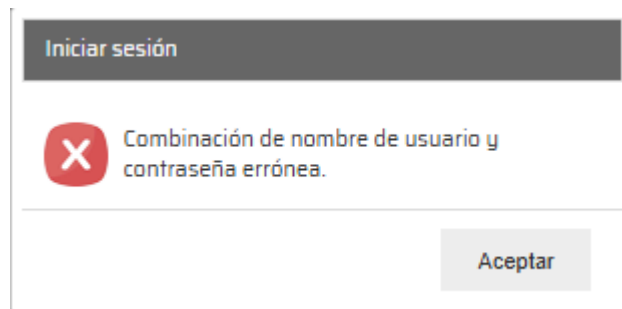 Iniciar sesión
Combinación de nombre de usuario y
contraseña errónea.
Aceptar